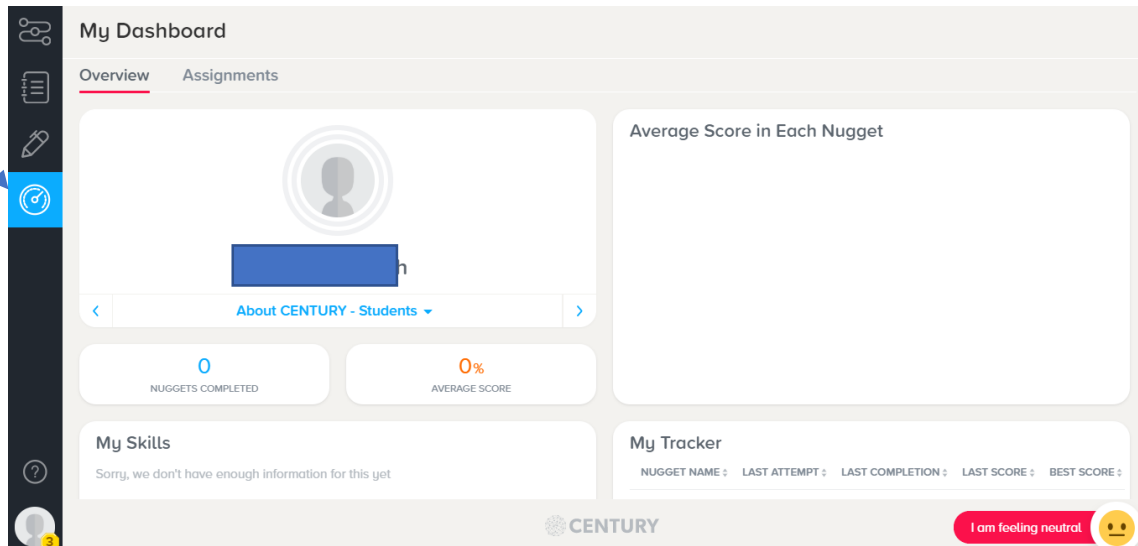 My Dashboard
Overview Assignments
h
About CENTURY - Students
0
NUGGETS COMPLETED
0%
AVERAGE SCORE
Average Score in Each Nugget
My Skills
Sorry, we don't have enough information for this yet
My Tracker
NUGGET NAME LAST ATTEMPT LAST COMPLETION LAST SCORE BEST SCORE
?
3
CENTURY
I am feeling neutral